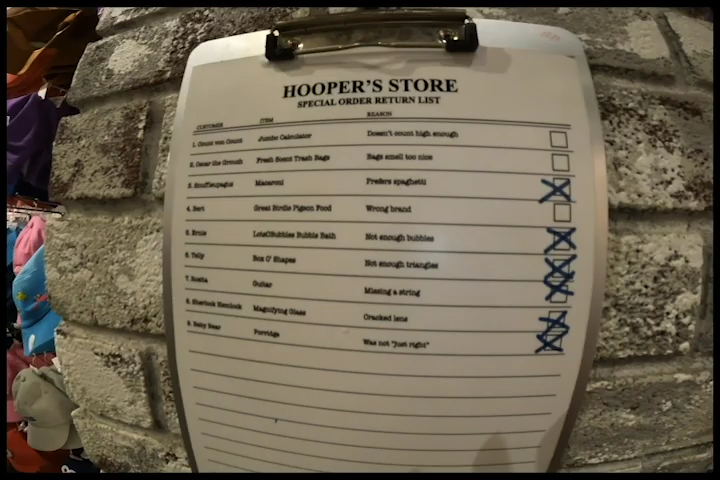 HOOPER'S STORE
SPECIAL ORDER RETURN LIST
CUSTOMER ITEM REASON
1. Count von Count Jumbo Calculator Doesn't count high enough
2. Oscar the Grouch Fresh Scent Trash Bags Bags smell too nice
3. Snuffleupagus Macaroni Prefers spaghetti
4. Bert Great Birdie Pigeon Food Wrong brand
5. Ernie LotsO'Bubbles Bubble Bath Not enough bubbles
6. Telly Box O' Shapes Not enough triangles
7. Rosita Guitar Missing a string
8. Sherlock Hemlock Magnifying Glass Cracked lens
9. Baby Bear Porridge Was not "just right"